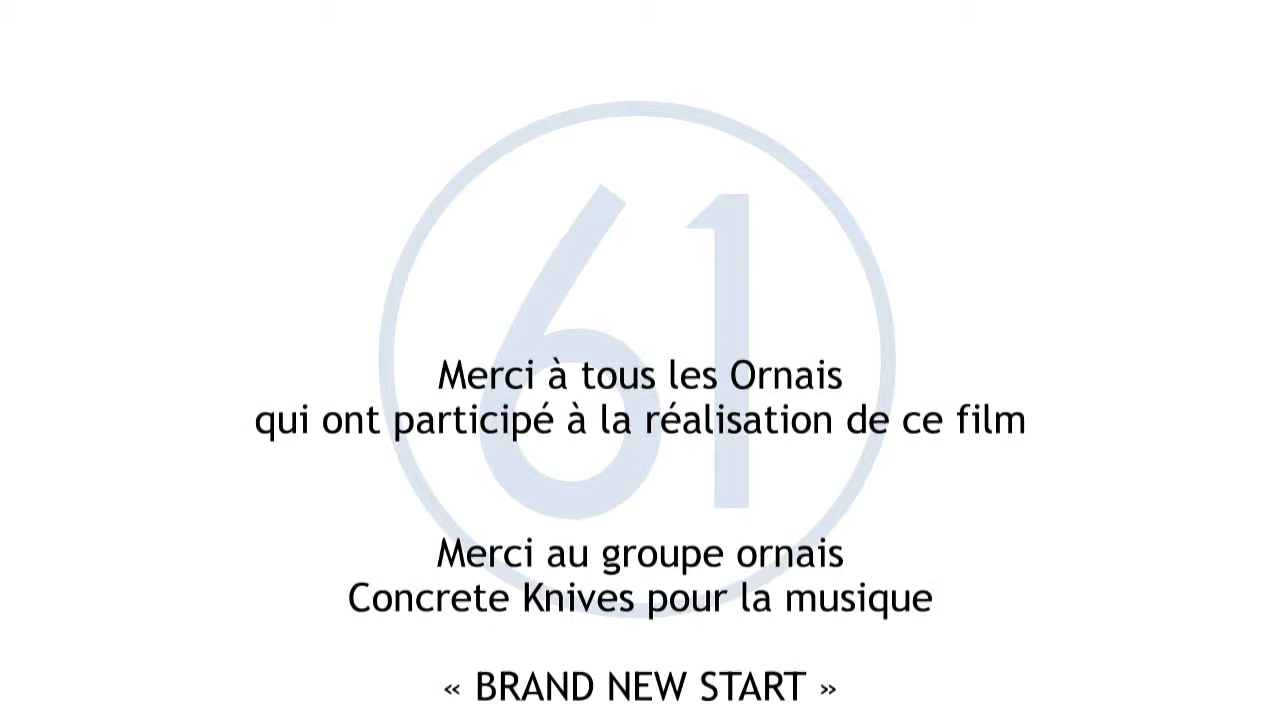 61
Merci à tous les Ornais
qui ont participé à la réalisation de ce film
Merci au groupe ornais
Concrete Knives pour la musique
« BRAND NEW START »